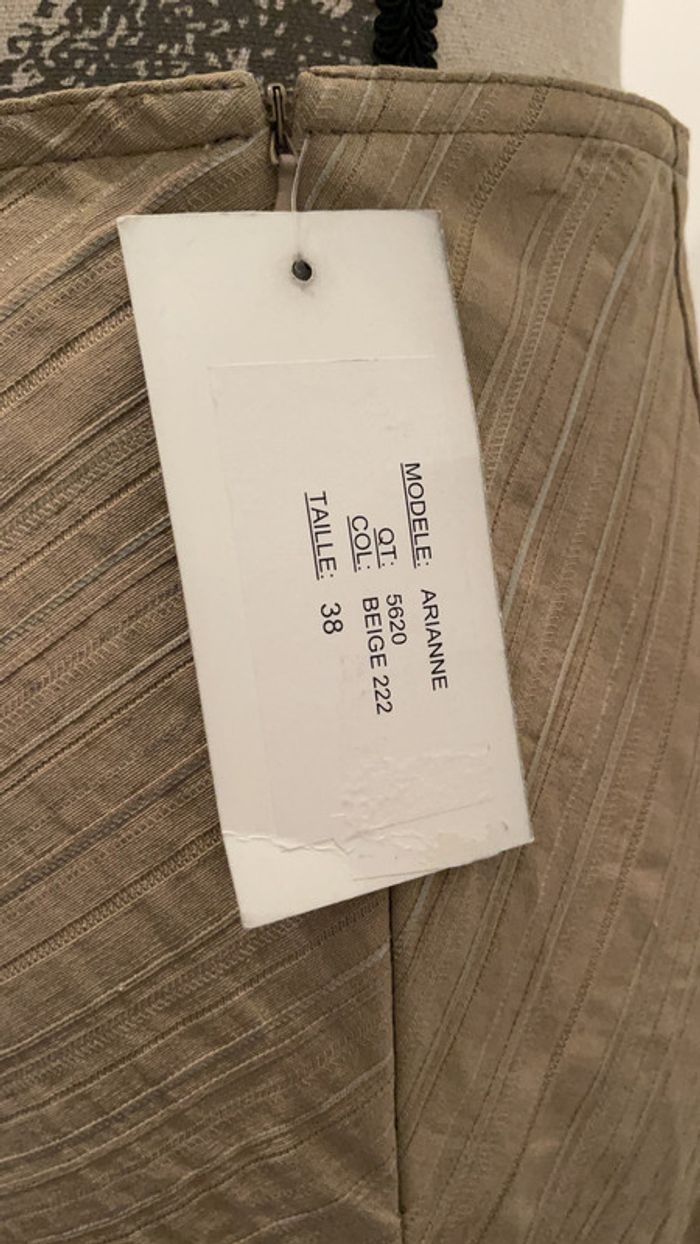 MODELE: ARIANNE
QT: 5620
COL: BEIGE 222
TAILLE: 38